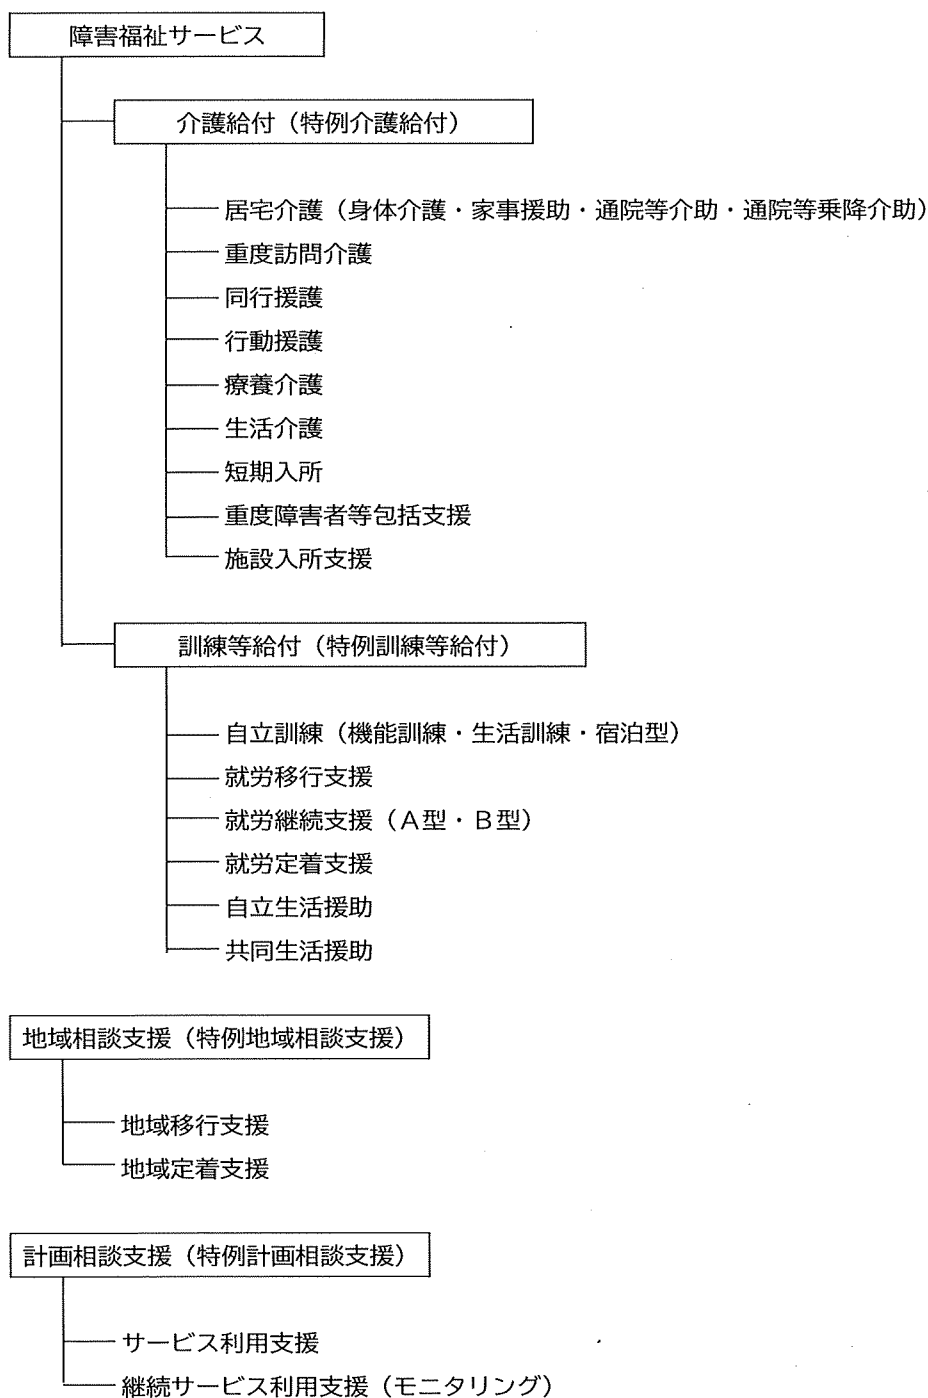 障害福祉サービス
介護給付（特例介護給付）
居宅介護（身体介護・家事援助・通院等介助・通院等乗降介助）
重度訪問介護
同行援護
行動援護
療養介護
生活介護
短期入所
重度障害者等包括支援
施設入所支援
訓練等給付（特例訓練等給付）
自立訓練（機能訓練・生活訓練・宿泊型）
就労移行支援
就労継続支援（Ａ型・Ｂ型）
就労定着支援
自立生活援助
共同生活援助
地域相談支援（特例地域相談支援）
地域移行支援
地域定着支援
計画相談支援（特例計画相談支援）
サービス利用支援
継続サービス利用支援（モニタリング）